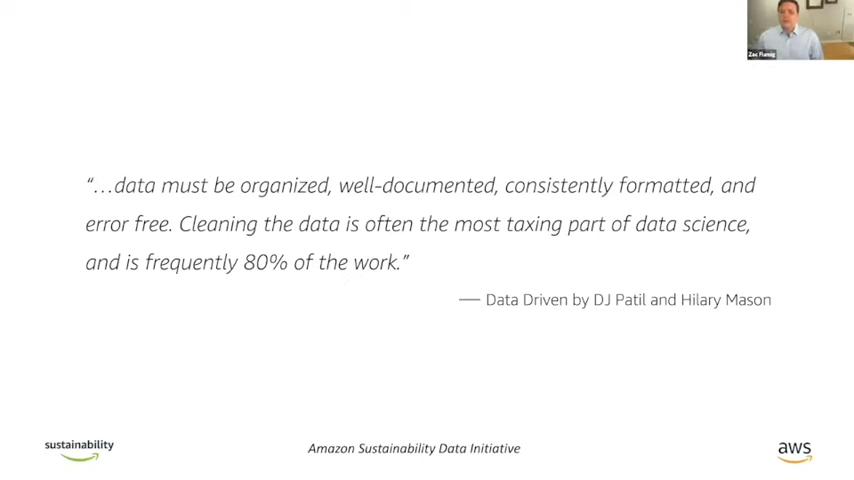 Zac Flamig
“…data must be organized, well-documented, consistently formatted, and
error free. Cleaning the data is often the most taxing part of data science,
and is frequently 80% of the work.”
— Data Driven by DJ Patil and Hilary Mason
sustainability
Amazon Sustainability Data Initiative
aws